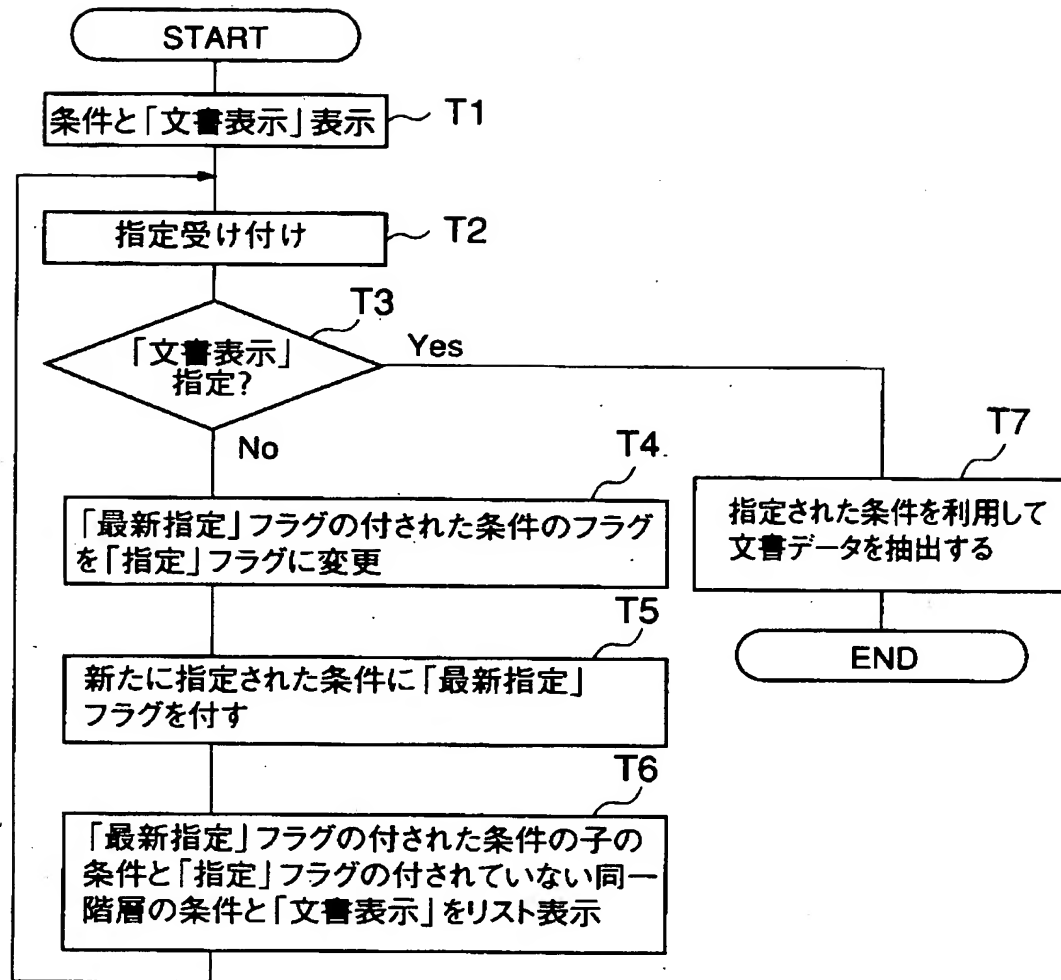 START
条件と「文書表示」表示
T1
指定受け付け
T2
T3
「文書表示」
指定?
Yes
No
T4
「最新指定」フラグの付された条件のフラグ
を「指定」フラグに変更
T7
指定された条件を利用して
文書データを抽出する
T5
新たに指定された条件に「最新指定」
フラグを付す
END
T6
「最新指定」フラグの付された条件の子の
条件と「指定」フラグの付されていない同一
階層の条件と「文書表示」をリスト表示